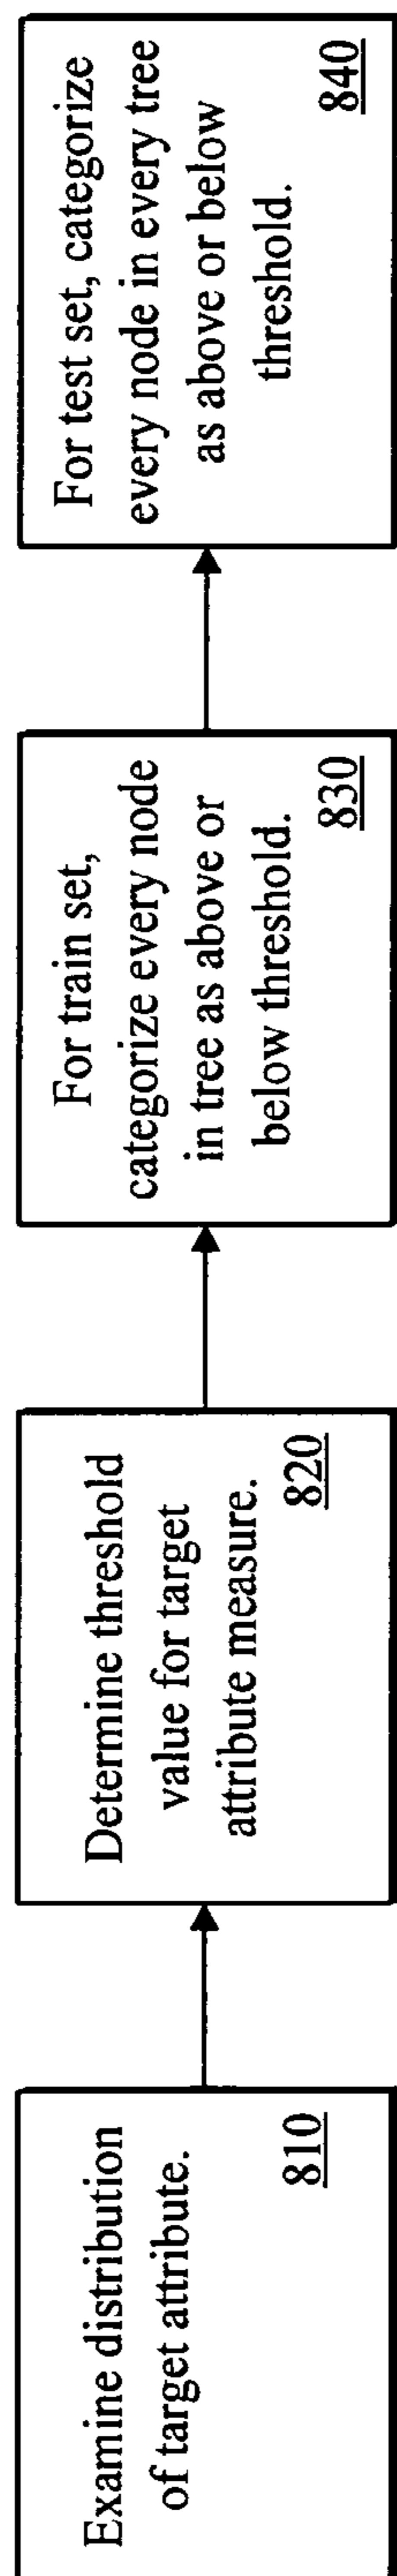 Examine distribution
of target attribute.
810
Determine threshold
value for target
attribute measure.
820
For train set,
categorize every node
in tree as above or
below threshold.
830
For test set, categorize
every node in every tree
as above or below
threshold.
840